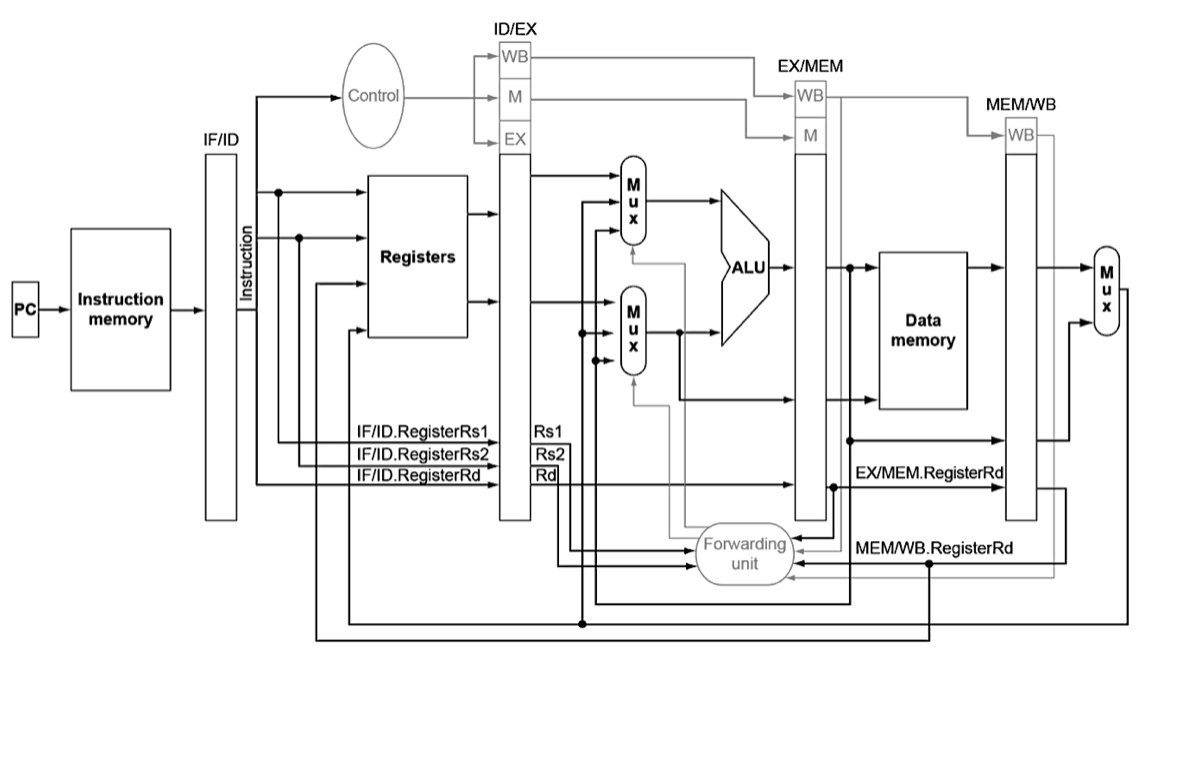 ID/EX
WB
EX/MEM
Control
M
WB
MEM/WB
IF/ID
EX
M
WB
M
u
x
Instruction
Registers
ALU
M
u
x
PC
Instruction
memory
M
u
x
Data
memory
IF/ID.RegisterRs1
Rs1
IF/ID.RegisterRs2
Rs2
IF/ID.RegisterRd
Rd
EX/MEM.RegisterRd
Forwarding
unit
MEM/WB.RegisterRd